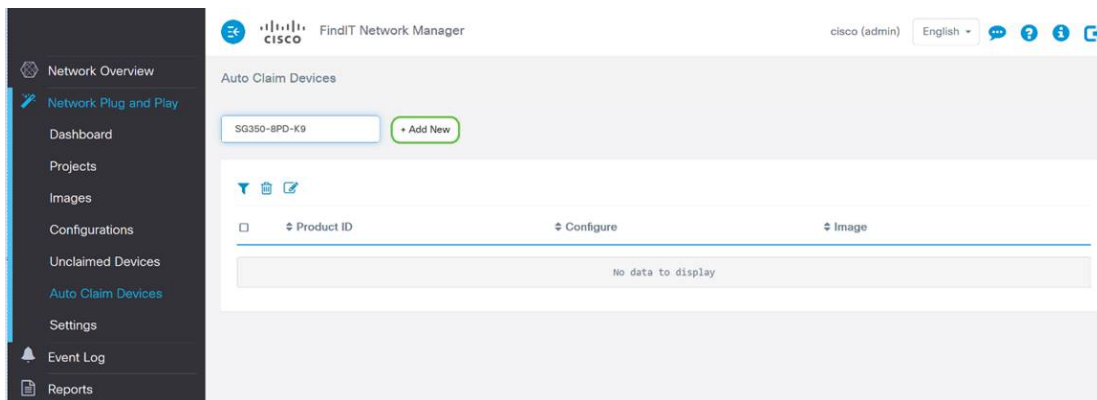 CISCO FindIT Network Manager
cisco (admin) English
Network Overview
Network Plug and Play
Dashboard
Projects
Images
Configurations
Unclaimed Devices
Auto Claim Devices
Settings
Event Log
Reports
Auto Claim Devices
SG350-8PD-K9 + Add New
Product ID Configure Image
No data to display